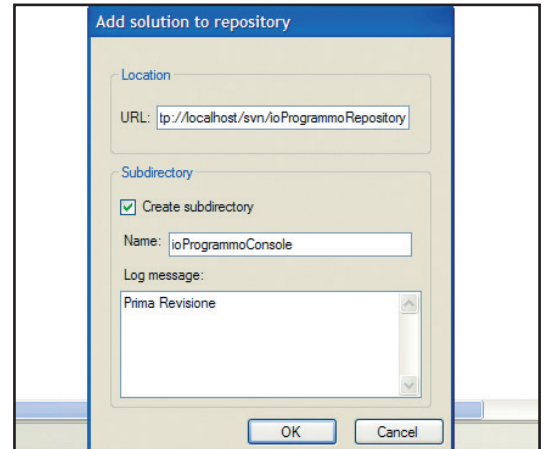 Add solution to repository
Location
URL: tp://localhost/svn/ioProgrammoRepository
Subdirectory
Create subdirectory
Name: ioProgrammoConsole
Log message:
Prima Revisione
OK Cancel